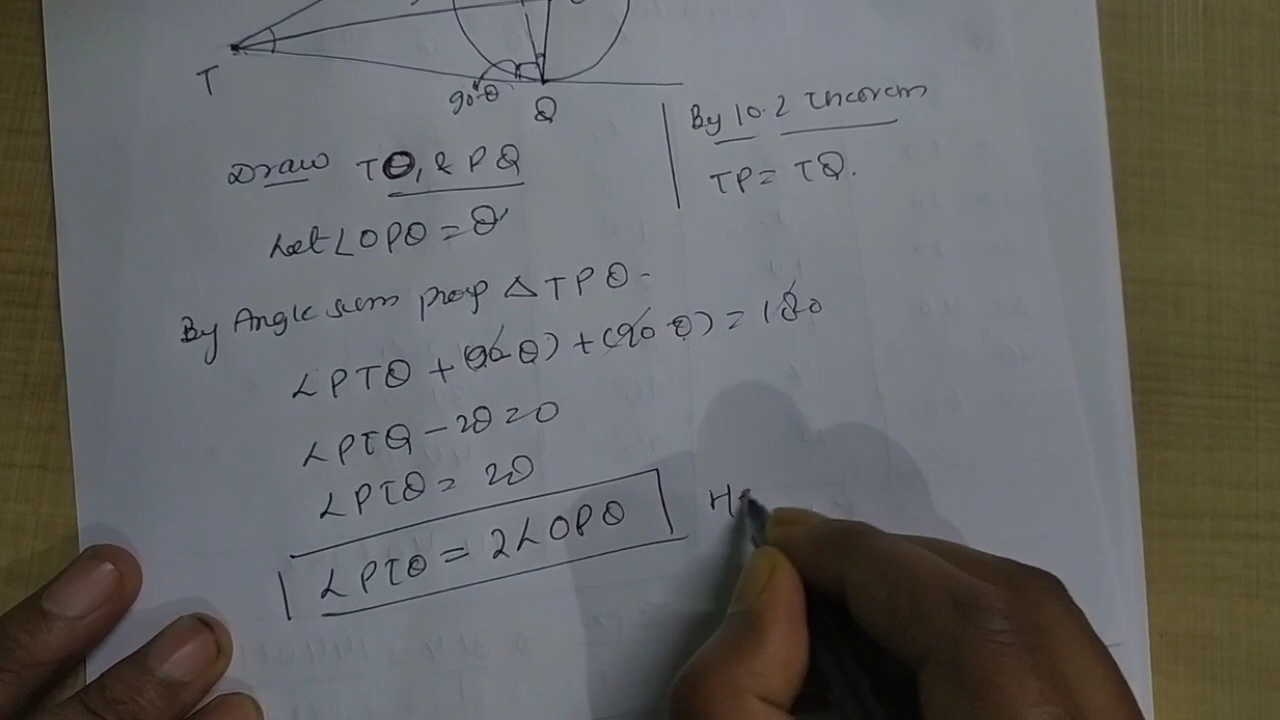 T
90-θ
Q
Draw TO, & PQ
Let ∠OPQ = θ
By 10.2 Theorem
TP = TQ.
By Angle sum prop △TPQ.
∠PTQ + (90 θ) + (90 θ) = 180
∠PTQ - 2θ = 0
∠PTQ = 2θ
∠PTQ = 2∠OPQ